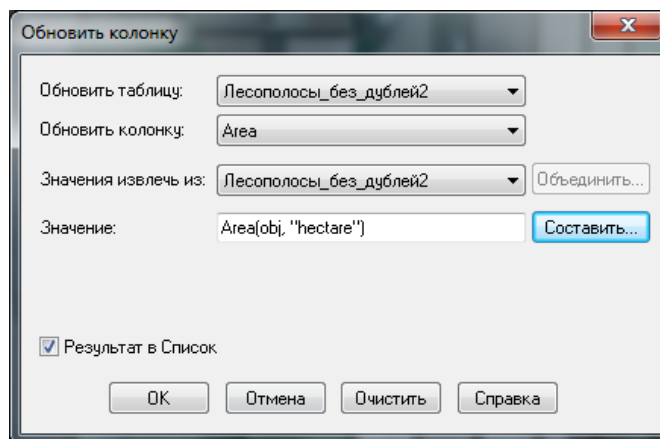 Обновить колонку
Обновить таблицу: Лесополосы_без_дублей2
Обновить колонку: Area
Значения извлечь из: Лесополосы_без_дублей2 Объединить...
Значение: Area(obj, "hectare") Составить...
Результат в Список
OK Отмена Очистить Справка